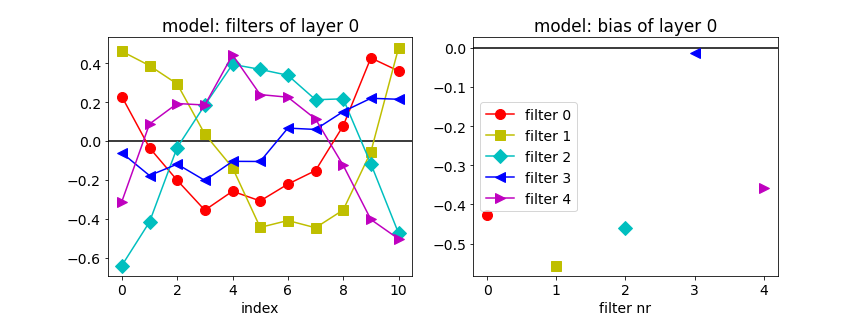 model: filters of layer 0
0.4
0.2
0.0
−0.2
−0.4
−0.6
0 2 4 6 8 10
index
model: bias of layer 0
0.0
−0.1
−0.2
−0.3
−0.4
−0.5
filter 0
filter 1
filter 2
filter 3
filter 4
0 1 2 3 4
filter nr